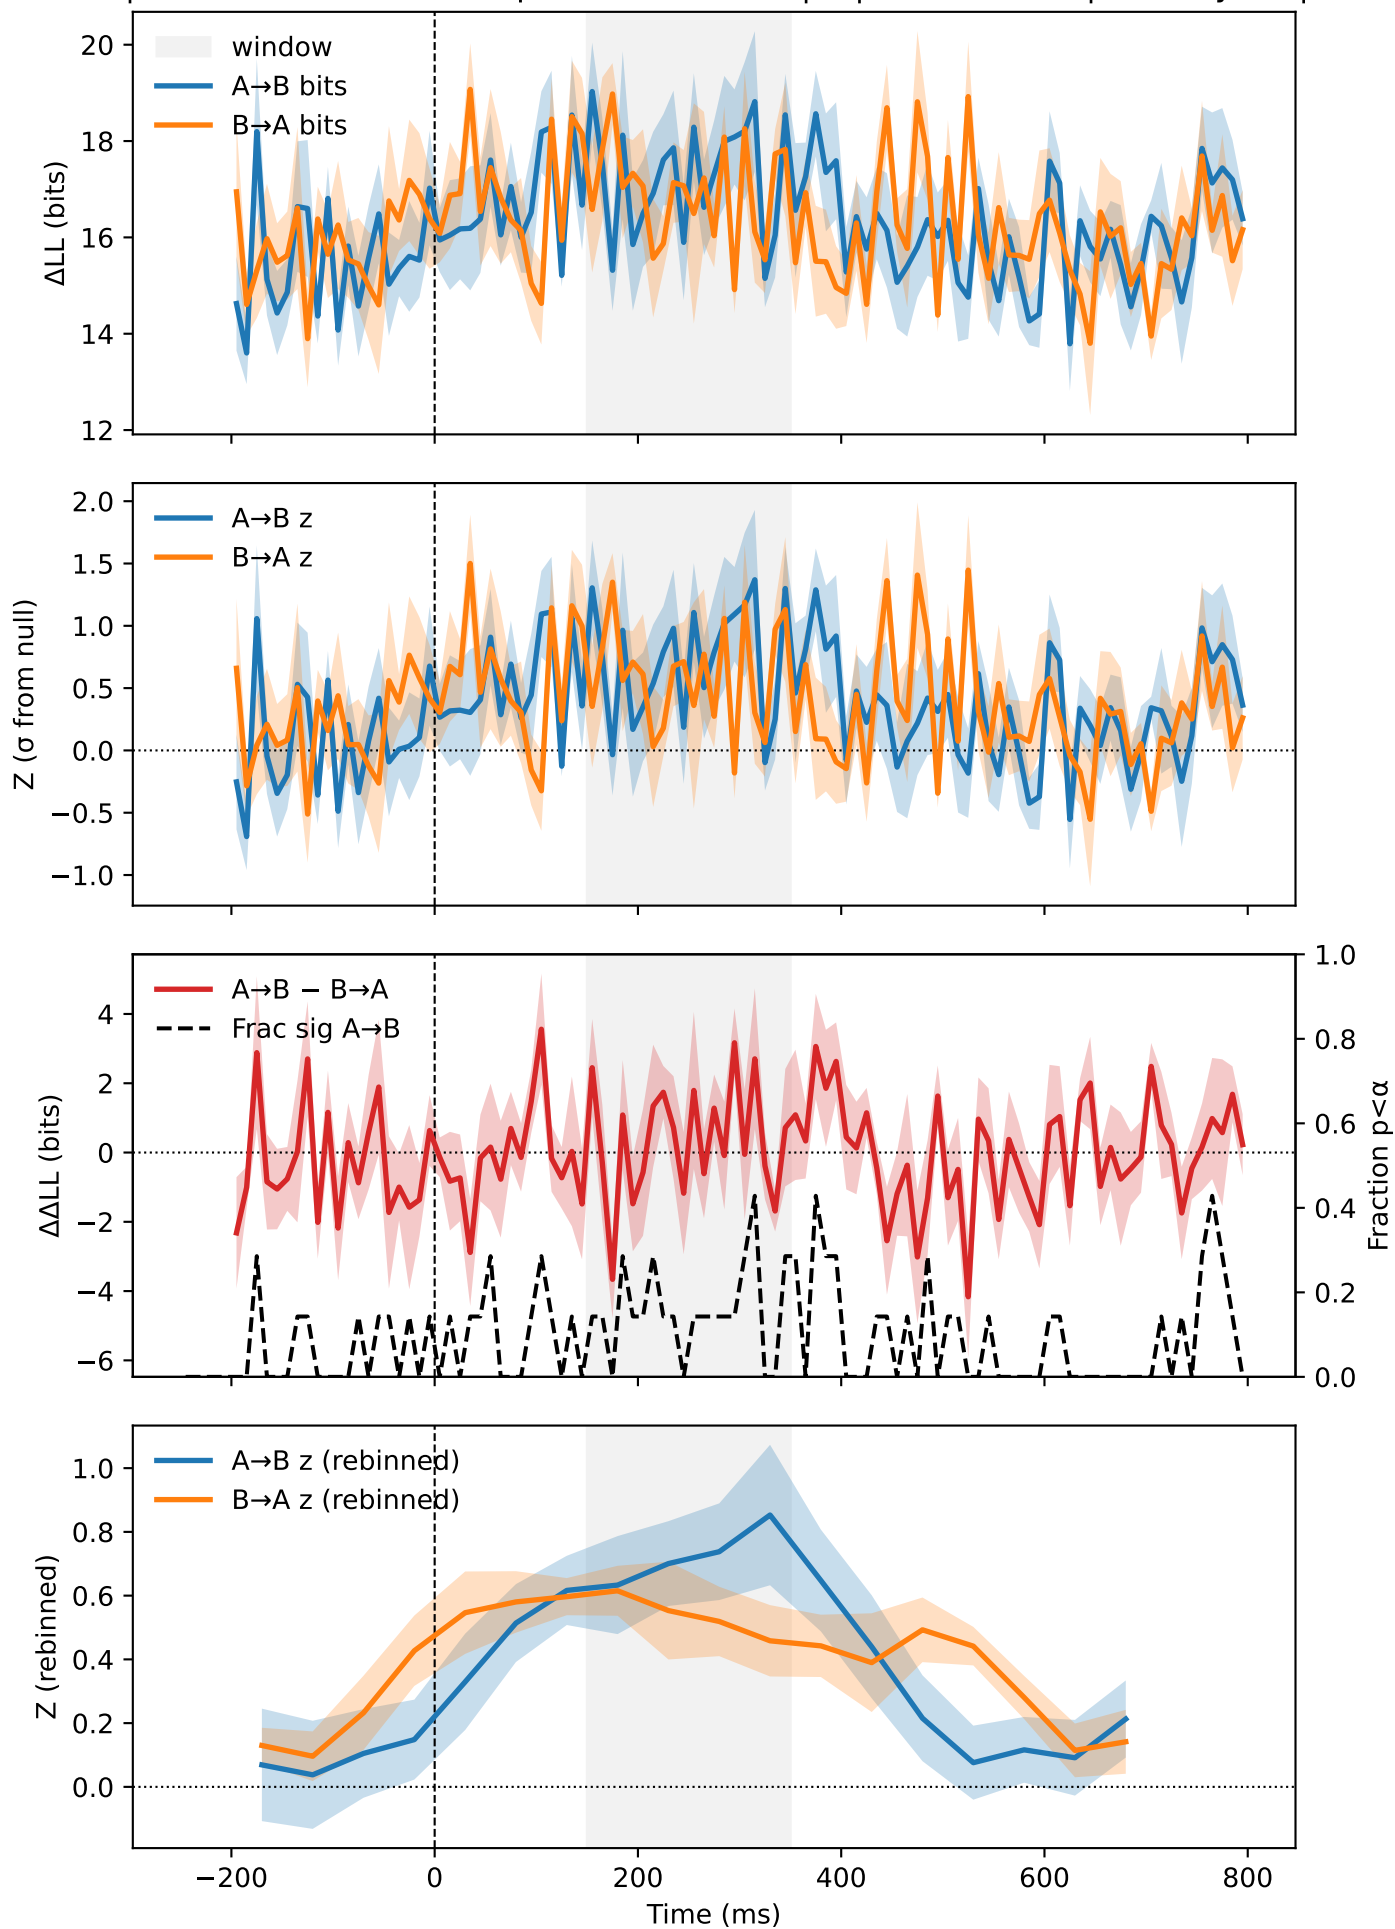 window
A→B bits
B→A bits
ΔLL (bits)
20
18
16
14
12
A→B z
B→A z
Z (σ from null)
2.0
1.5
1.0
0.5
0.0
−0.5
−1.0
A→B − B→A
Frac sig A→B
ΔΔLL (bits)
4
2
0
−2
−4
−6
1.0
0.8
0.6
0.4
0.2
0.0
Fraction p<α
A→B z (rebinned)
B→A z (rebinned)
Z (rebinned)
1.0
0.8
0.6
0.4
0.2
0.0
−200 0 200 400 600 800
Time (ms)